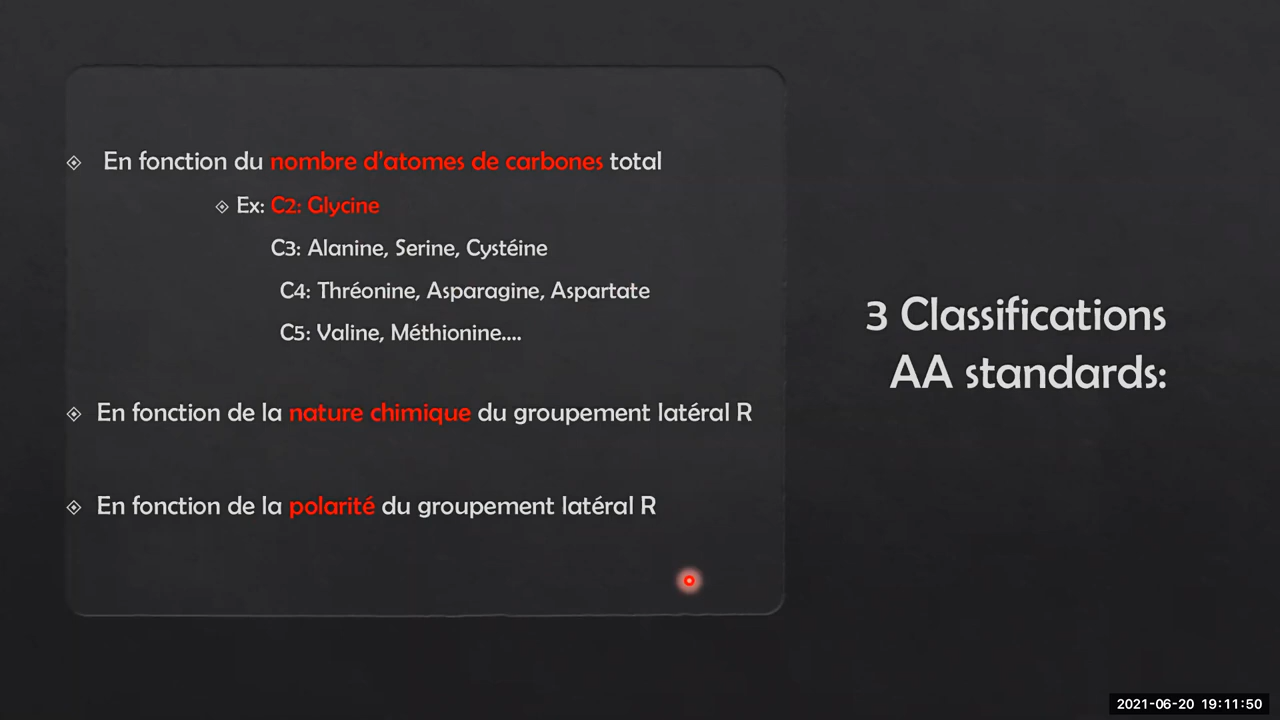 En fonction du nombre d'atomes de carbones total
Ex: C2: Glycine
C3: Alanine, Serine, Cystéine
C4: Thréonine, Asparagine, Aspartate
C5: Valine, Méthionine....
En fonction de la nature chimique du groupement latéral R
En fonction de la polarité du groupement latéral R
3 Classifications
AA standards:
2021-06-20 19:11:50